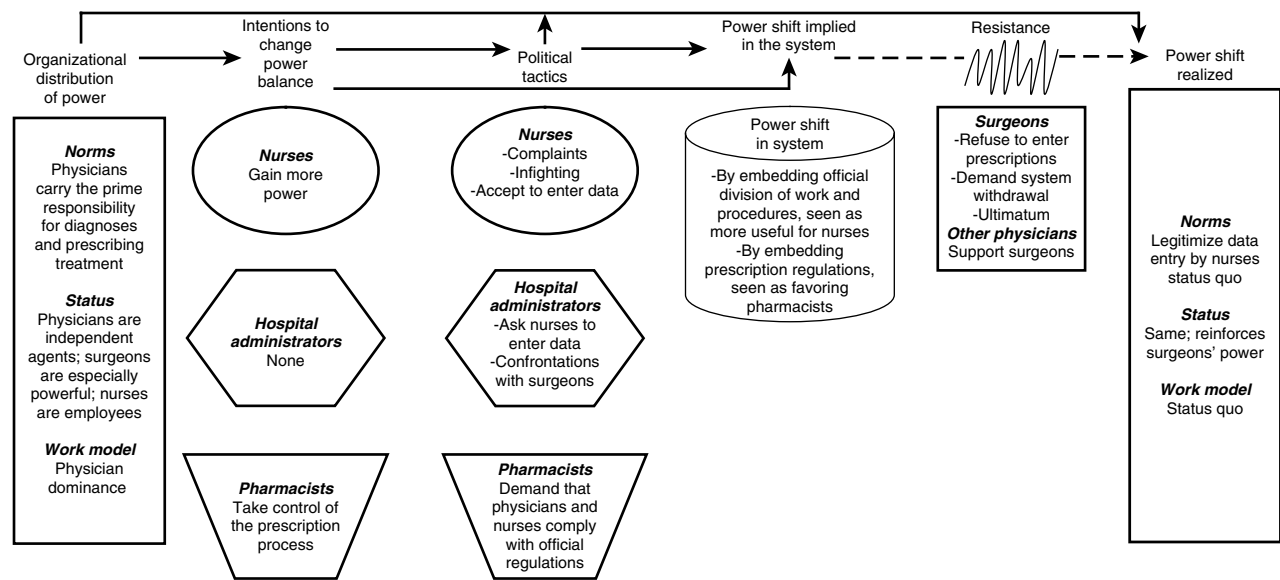 Organizational
distribution
of power
Intentions to
change
power
balance
Political
tactics
Power shift implied
in the system
Resistance
Power shift
realized
Norms
Physicians
carry the prime
responsibility
for diagnoses
and prescribing
treatment
Status
Physicians are
independent
agents; surgeons
are especially
powerful; nurses
are employees
Work model
Physician
dominance
Nurses
Gain more
power
Hospital
administrators
None
Pharmacists
Take control of
the prescription
process
Nurses
-Complaints
-Infighting
-Accept to enter data
Hospital
administrators
-Ask nurses to
enter data
-Confrontations
with surgeons
Pharmacists
Demand that
physicians and
nurses comply
with official
regulations
Power shift
in system
-By embedding official
division of work and
procedures, seen as
more useful for nurses
-By embedding
prescription regulations,
seen as favoring
pharmacists
Surgeons
-Refuse to enter
prescriptions
-Demand system
withdrawal
-Ultimatum
Other physicians
Support surgeons
Norms
Legitimize data
entry by nurses
status quo
Status
Same; reinforces
surgeons’ power
Work model
Status quo